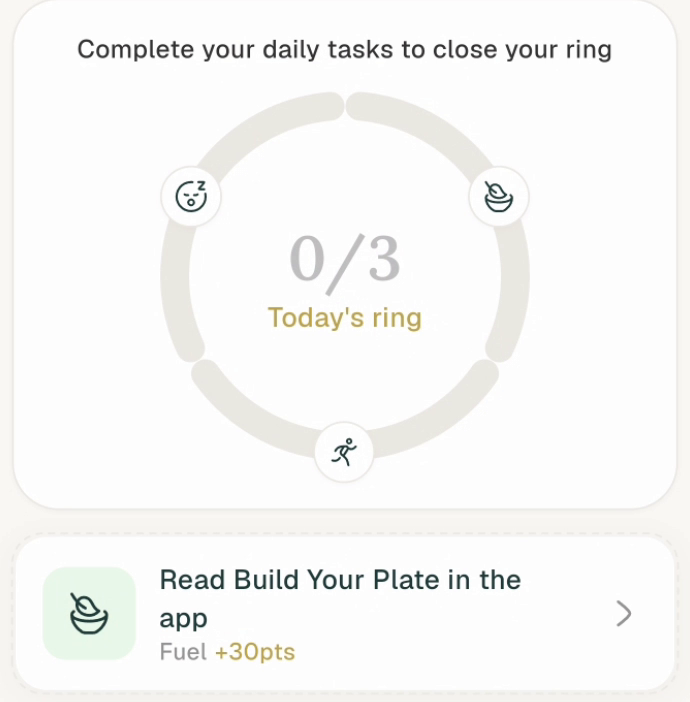 Complete your daily tasks to close your ring
0/3
Today's ring
Read Build Your Plate in the
app
Fuel +30pts